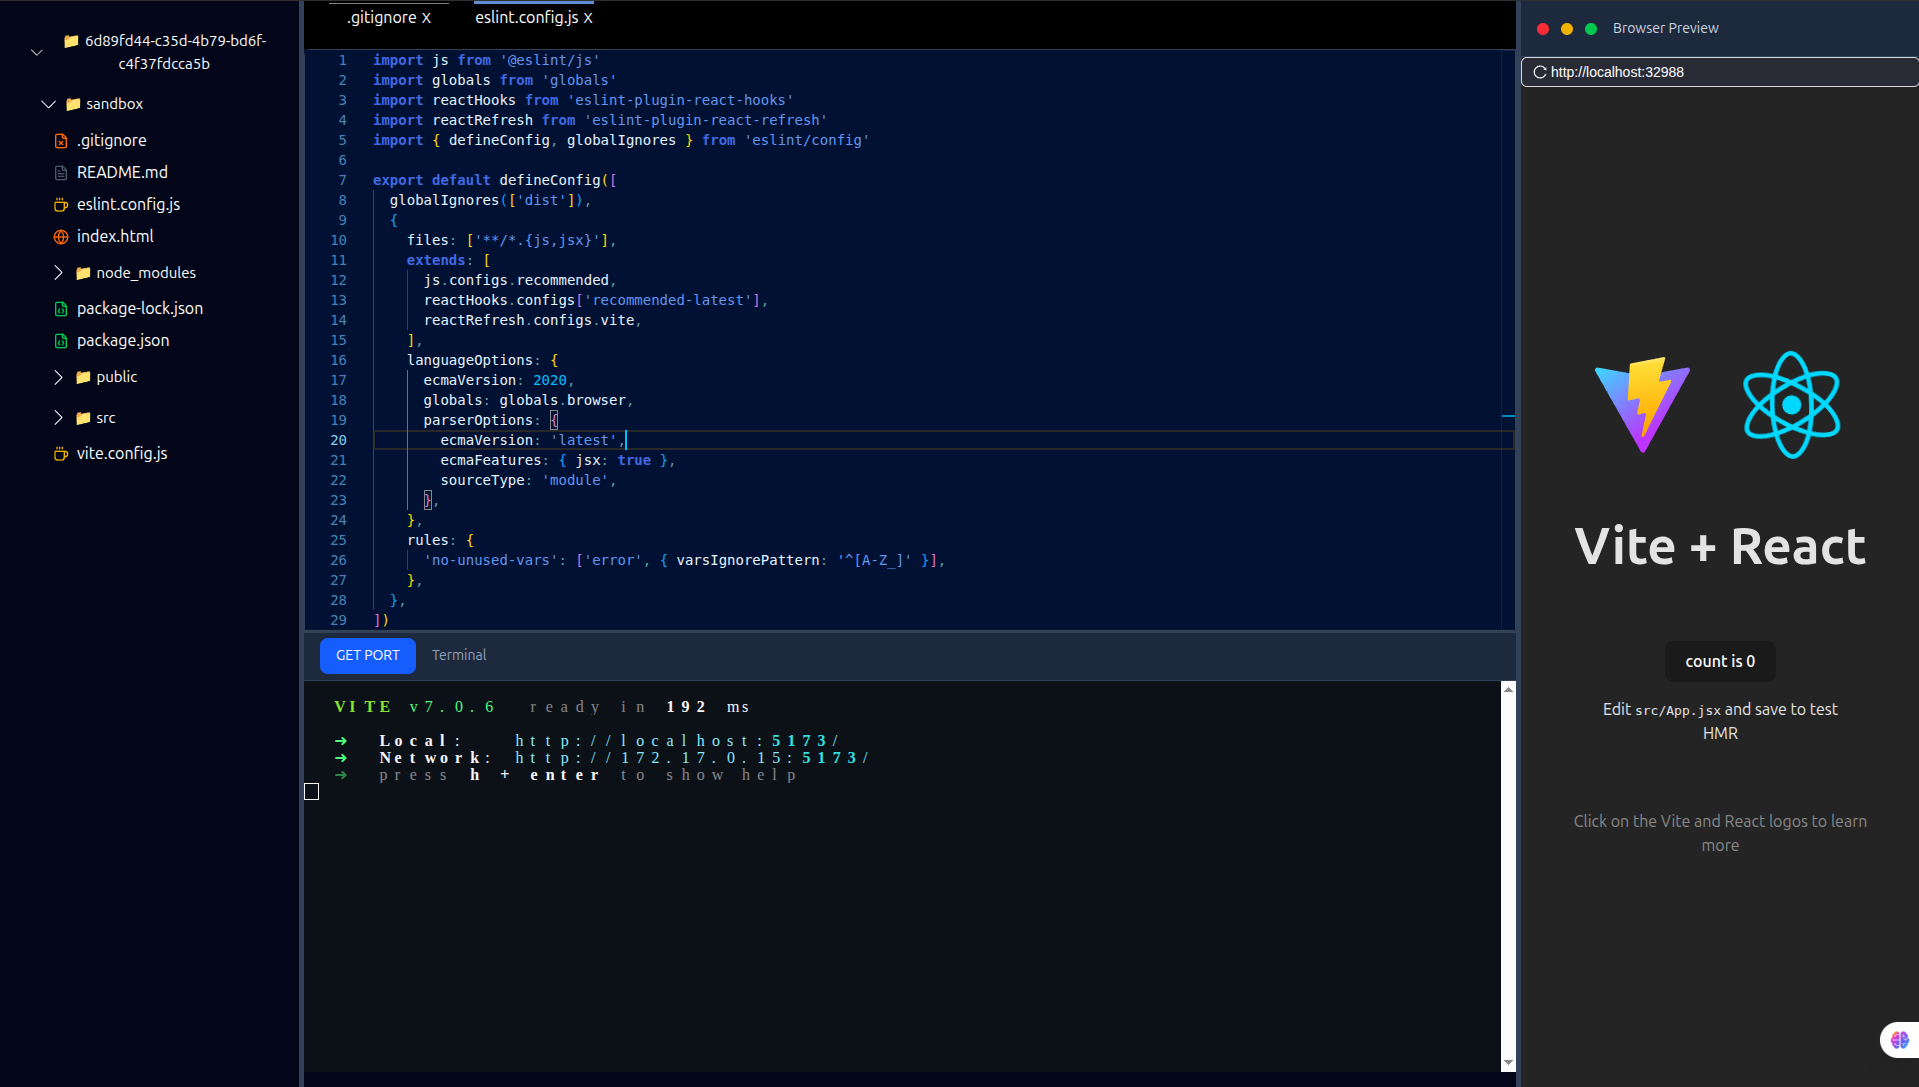 6d89fd44-c35d-4b79-bd6f-
c4f37fdcca5b
sandbox
.gitignore
README.md
eslint.config.js
index.html
node_modules
package-lock.json
package.json
public
src
vite.config.js
.gitignore X
eslint.config.js X
1 import js from '@eslint/js'
2 import globals from 'globals'
3 import reactHooks from 'eslint-plugin-react-hooks'
4 import reactRefresh from 'eslint-plugin-react-refresh'
5 import { defineConfig, globalIgnores } from 'eslint/config'
6
7 export default defineConfig([
8   globalIgnores(['dist']),
9   {
10     files: ['**/*.{js,jsx}'],
11     extends: [
12       js.configs.recommended,
13       reactHooks.configs['recommended-latest'],
14       reactRefresh.configs.vite,
15     ],
16     languageOptions: {
17       ecmaVersion: 2020,
18       globals: globals.browser,
19       parserOptions: {
20         ecmaVersion: 'latest',
21         ecmaFeatures: { jsx: true },
22         sourceType: 'module',
23       },
24     },
25     rules: {
26       'no-unused-vars': ['error', { varsIgnorePattern: '^[A-Z_]' }],
27     },
28   },
29 ])
GET PORT
Terminal
VITE v7.0.6 ready in 192 ms
➜ Local: http://localhost:5173/
➜ Network: http://172.17.0.15:5173/
➜ press h + enter to show help
Browser Preview
http://localhost:32988
Vite + React
count is 0
Edit src/App.jsx and save to test
HMR
Click on the Vite and React logos to learn
more